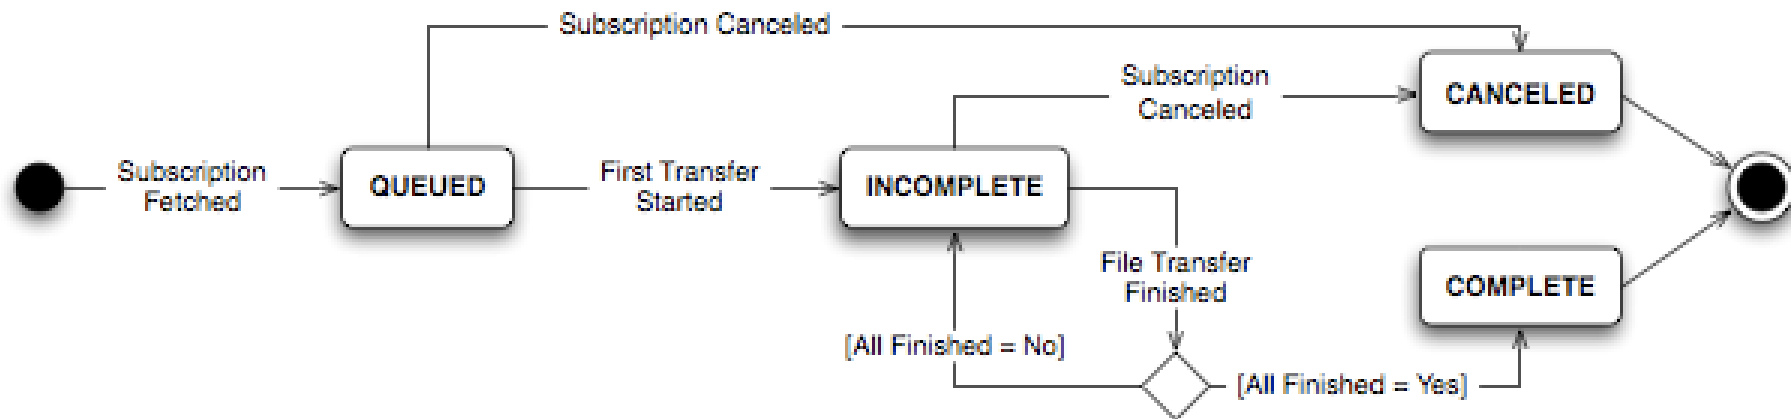 Subscription Canceled
Subscription
Canceled
CANCELED
Subscription
Fetched
QUEUED
First Transfer
Started
INCOMPLETE
File Transfer
Finished
COMPLETE
[All Finished = No]
[All Finished = Yes]